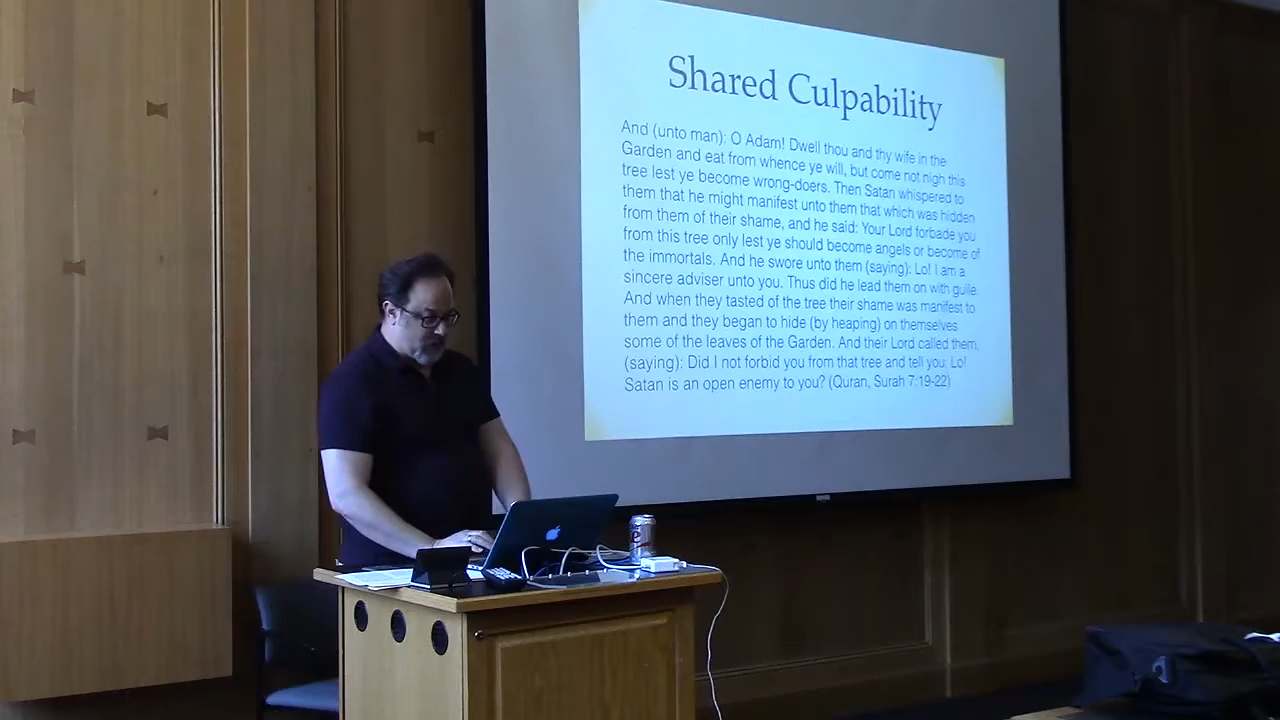 Shared Culpability
And (unto man): O Adam! Dwell thou and thy wife in the
Garden and eat from whence ye will, but come not nigh this
tree lest ye become wrong-doers. Then Satan whispered to
them that he might manifest unto them that which was hidden
from them of their shame, and he said: Your Lord forbade you
from this tree only lest ye should become angels or become of
the immortals. And he swore unto them (saying): Lo! I am a
sincere adviser unto you. Thus did he lead them on with guile.
And when they tasted of the tree their shame was manifest to
them and they began to hide (by heaping) on themselves
some of the leaves of the Garden. And their Lord called them,
(saying): Did I not forbid you from that tree and tell you: Lo!
Satan is an open enemy to you? (Quran, Surah 7:19-22)